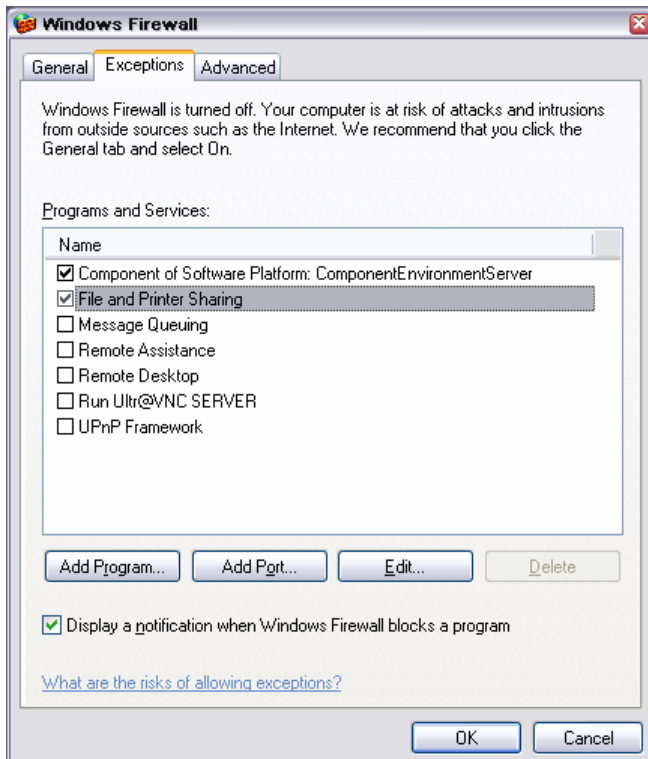 Windows Firewall
General Exceptions Advanced
Windows Firewall is turned off. Your computer is at risk of attacks and intrusions
from outside sources such as the Internet. We recommend that you click the
General tab and select On.
Programs and Services:
Name
Component of Software Platform: ComponentEnvironmentServer
File and Printer Sharing
Message Queuing
Remote Assistance
Remote Desktop
Run Ultr@VNC SERVER
UPnP Framework
Add Program... Add Port... Edit... Delete
Display a notification when Windows Firewall blocks a program
What are the risks of allowing exceptions?
OK Cancel